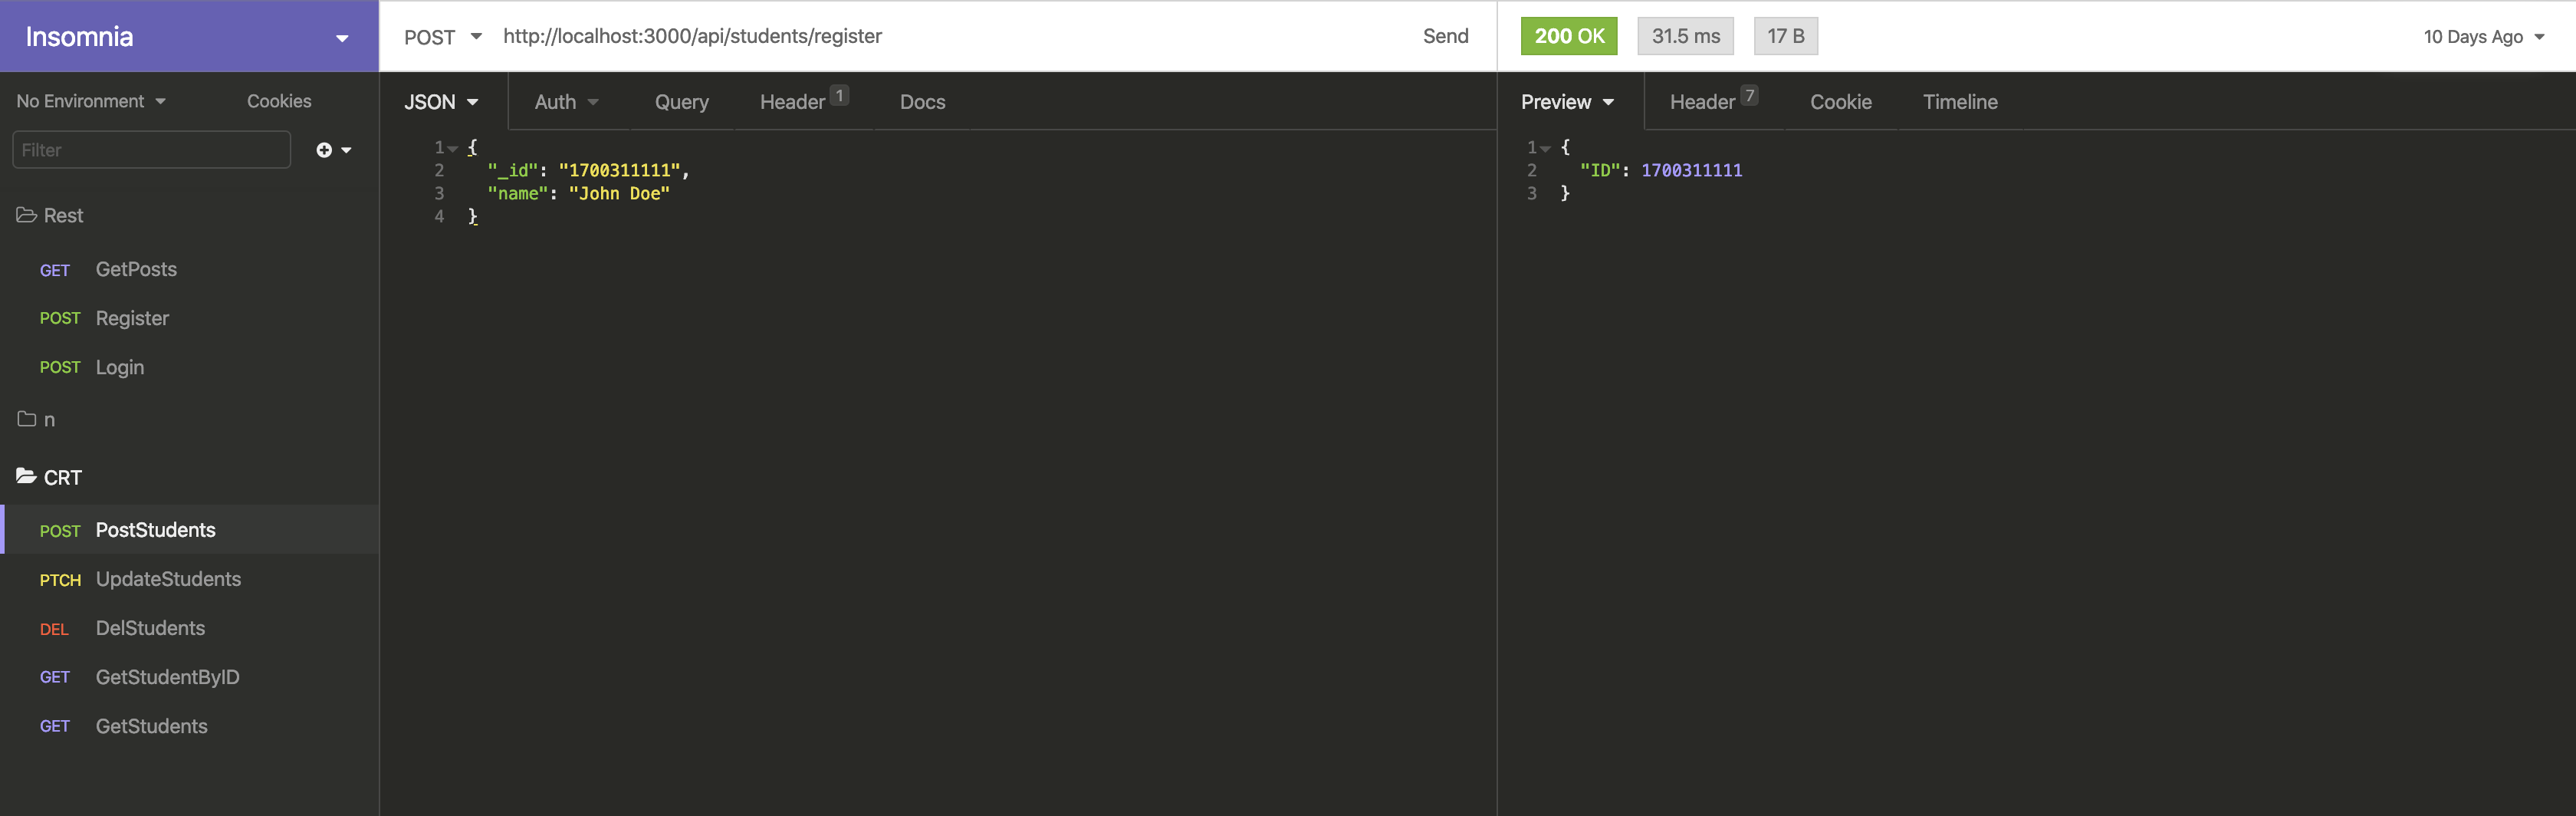 Insomnia
No Environment
Cookies
Filter
Rest
GET GetPosts
POST Register
POST Login
n
CRT
POST PostStudents
PTCH UpdateStudents
DEL DelStudents
GET GetStudentByID
GET GetStudents
POST http://localhost:3000/api/students/register Send
JSON Auth Query Header 1 Docs
1 {
2 "_id": "1700311111",
3 "name": "John Doe"
4 }
200 OK 31.5 ms 17 B 10 Days Ago
Preview Header 7 Cookie Timeline
1 {
2 "ID": 1700311111
3 }